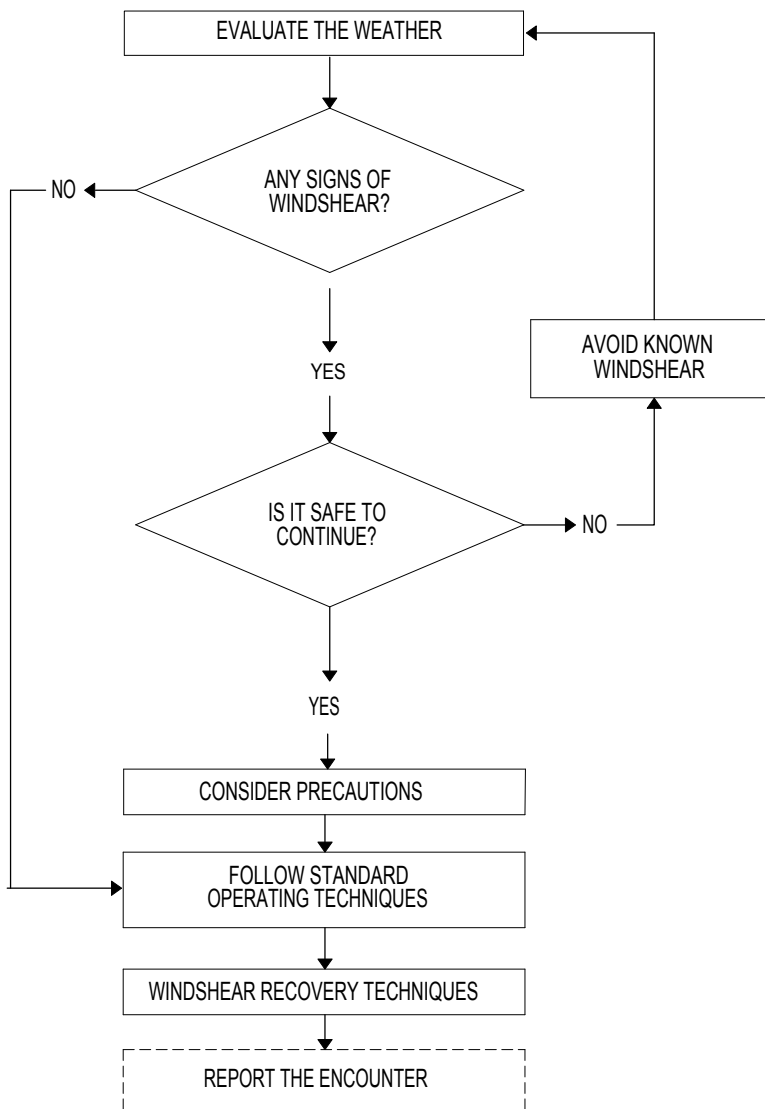 EVALUATE THE WEATHER
ANY SIGNS OF
WINDSHEAR?
NO
YES
AVOID KNOWN
WINDSHEAR
IS IT SAFE TO
CONTINUE?
NO
YES
CONSIDER PRECAUTIONS
FOLLOW STANDARD
OPERATING TECHNIQUES
WINDSHEAR RECOVERY TECHNIQUES
REPORT THE ENCOUNTER